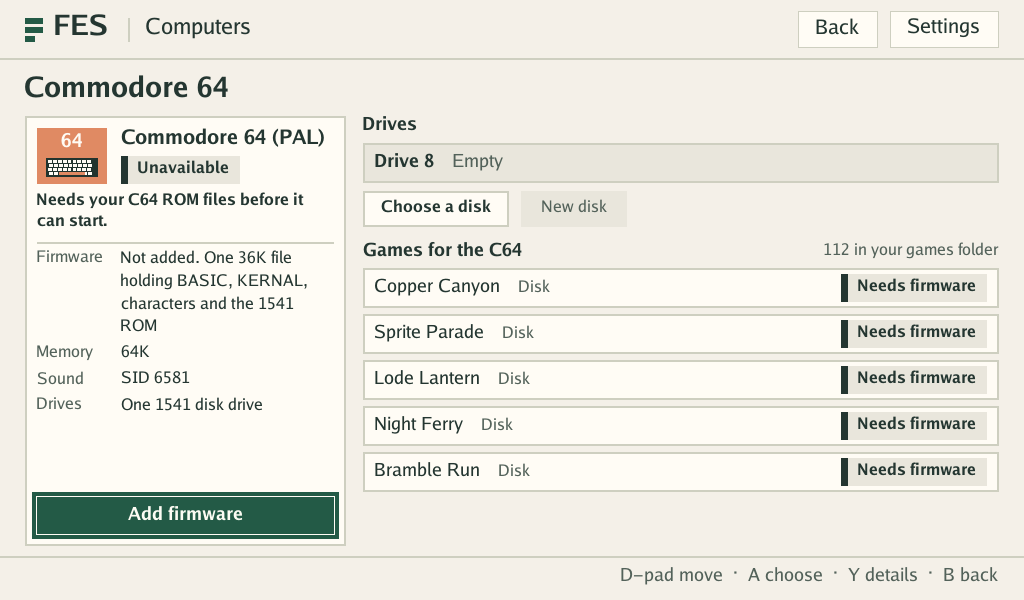 FES
Computers
Back
Settings
Commodore 64
64
Commodore 64 (PAL)
Unavailable
Needs your C64 ROM files before it
can start.
Firmware
Not added. One 36K file
holding BASIC, KERNAL,
characters and the 1541
ROM
Memory
64K
Sound
SID 6581
Drives
One 1541 disk drive
Add firmware
Drives
Drive 8 Empty
Choose a disk
New disk
Games for the C64
112 in your games folder
Copper Canyon Disk
Needs firmware
Sprite Parade Disk
Needs firmware
Lode Lantern Disk
Needs firmware
Night Ferry Disk
Needs firmware
Bramble Run Disk
Needs firmware
D-pad move · A choose · Y details · B back